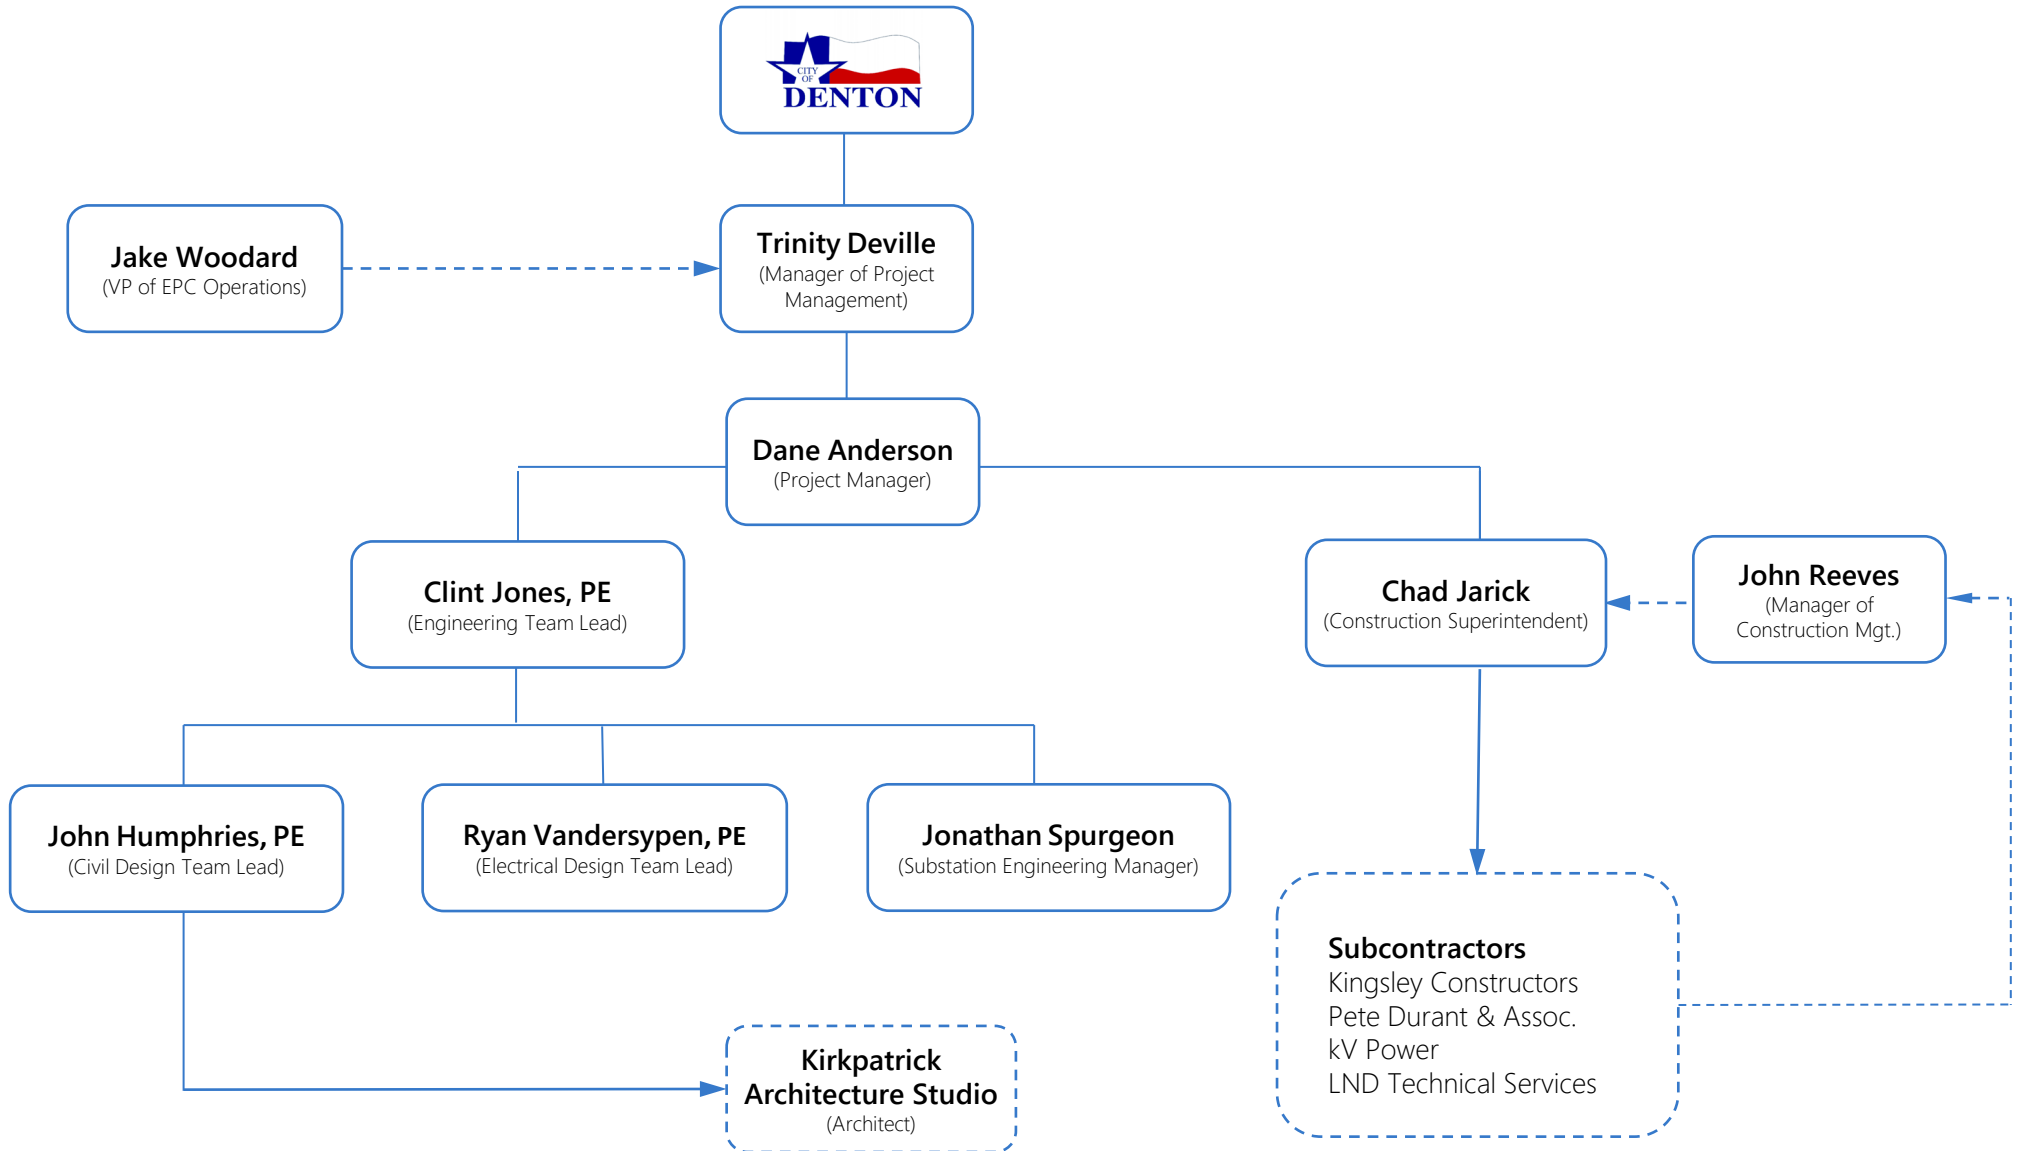 CITY
OF
DENTON
Jake Woodard
(VP of EPC Operations)
Trinity Deville
(Manager of Project
Management)
Dane Anderson
(Project Manager)
Clint Jones, PE
(Engineering Team Lead)
Chad Jarick
(Construction Superintendent)
John Reeves
(Manager of
Construction Mgt.)
John Humphries, PE
(Civil Design Team Lead)
Ryan Vandersypen, PE
(Electrical Design Team Lead)
Jonathan Spurgeon
(Substation Engineering Manager)
Subcontractors
Kingsley Constructors
Pete Durant & Assoc.
kV Power
LND Technical Services
Kirkpatrick
Architecture Studio
(Architect)